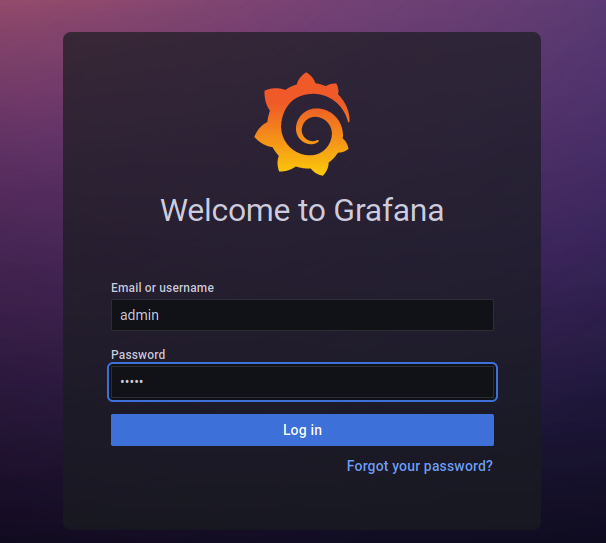 Welcome to Grafana
Email or username
admin
Password
•••••
Log in
Forgot your password?